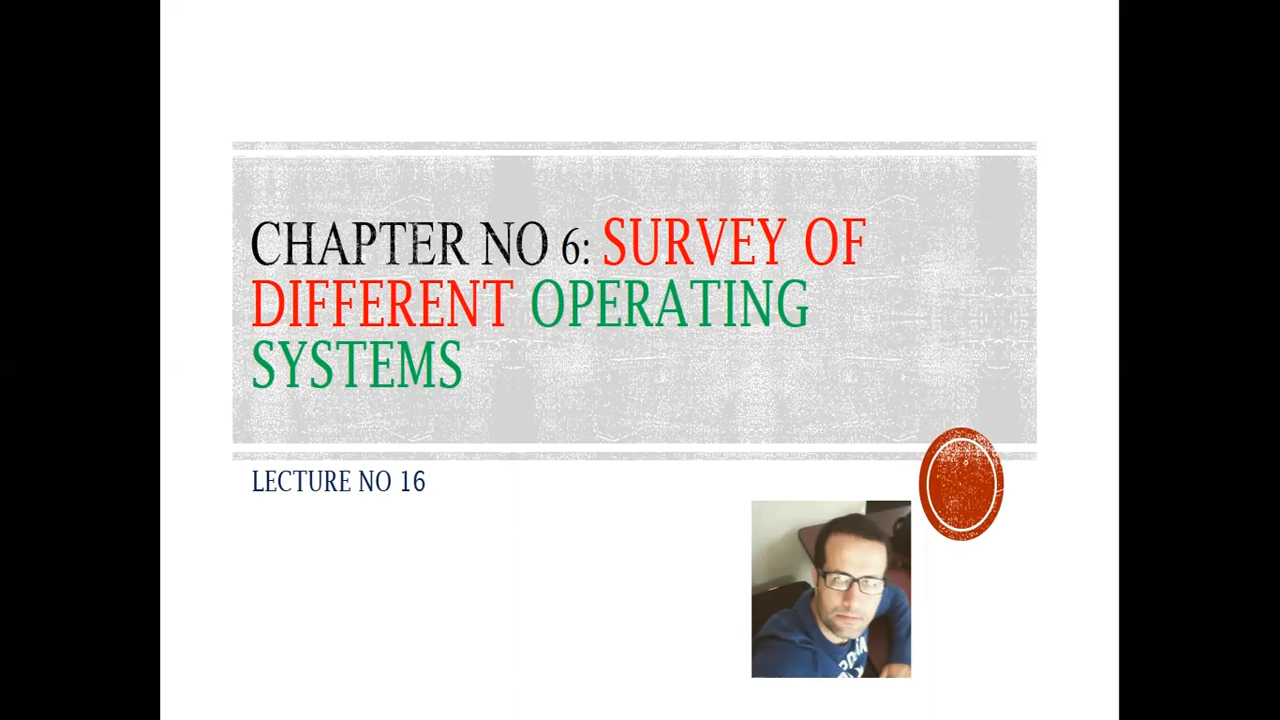 CHAPTER NO 6: SURVEY OF
DIFFERENT OPERATING
SYSTEMS
LECTURE NO 16